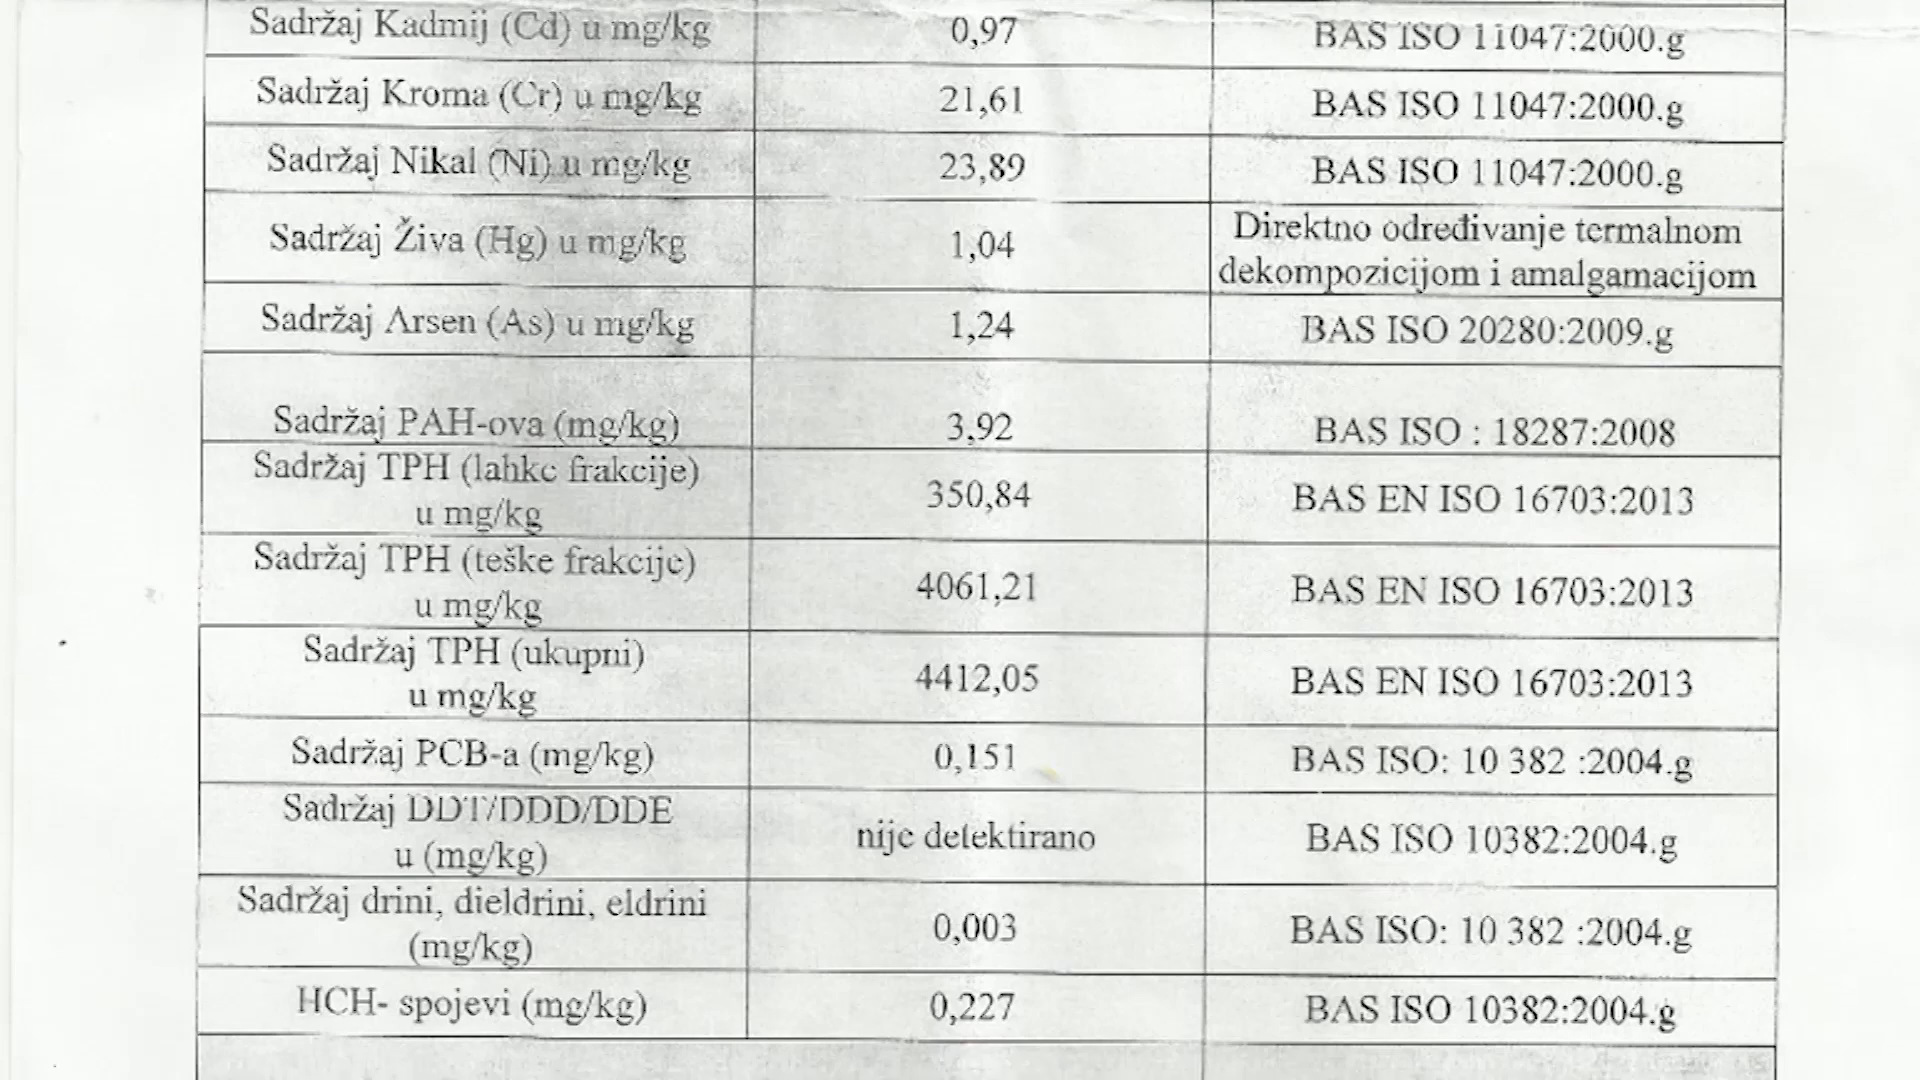 Sadržaj Kadmij (Cd) u mg/kg 0,97 BAS ISO 11047:2000.g
Sadržaj Kroma (Cr) u mg/kg 21,61 BAS ISO 11047:2000.g
Sadržaj Nikal (Ni) u mg/kg 23,89 BAS ISO 11047:2000.g
Sadržaj Živa (Hg) u mg/kg 1,04 Direktno određivanje termalnom
dekompozicijom i amalgamacijom
Sadržaj Arsen (As) u mg/kg 1,24 BAS ISO 20280:2009.g
Sadržaj PAH-ova (mg/kg) 3,92 BAS ISO : 18287:2008
Sadržaj TPH (lahke frakcije)
u mg/kg 350,84 BAS EN ISO 16703:2013
Sadržaj TPH (teške frakcije)
u mg/kg 4061,21 BAS EN ISO 16703:2013
Sadržaj TPH (ukupni)
u mg/kg 4412,05 BAS EN ISO 16703:2013
Sadržaj PCB-a (mg/kg) 0,151 BAS ISO: 10 382 :2004.g
Sadržaj DDT/DDD/DDE
u (mg/kg) nije detektirano BAS ISO 10382:2004.g
Sadržaj drini, dieldrini, eldrini
(mg/kg) 0,003 BAS ISO: 10 382 :2004.g
HCH- spojevi (mg/kg) 0,227 BAS ISO 10382:2004.g